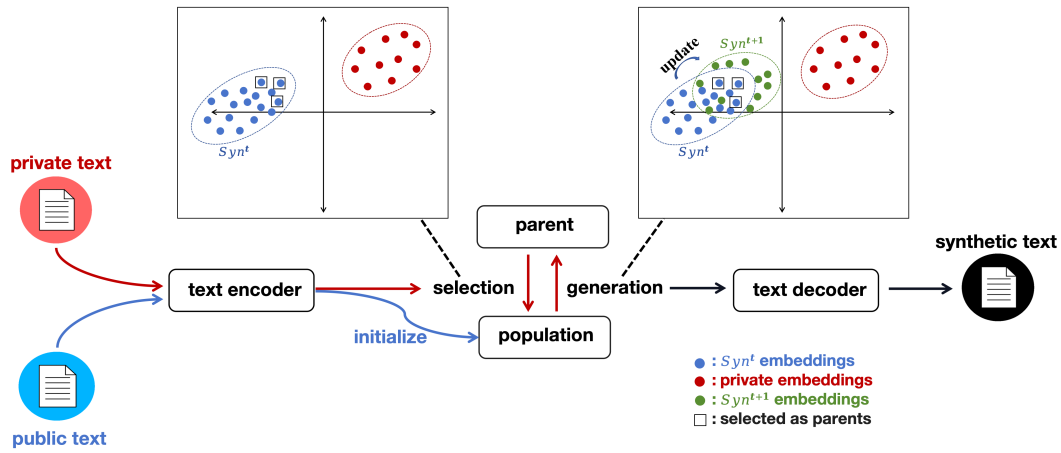 Syn^t
update
Syn^{t+1}
Syn^t
private text
parent
synthetic text
text encoder
selection
generation
text decoder
initialize
population
: Syn^t embeddings
: private embeddings
: Syn^{t+1} embeddings
: selected as parents
public text